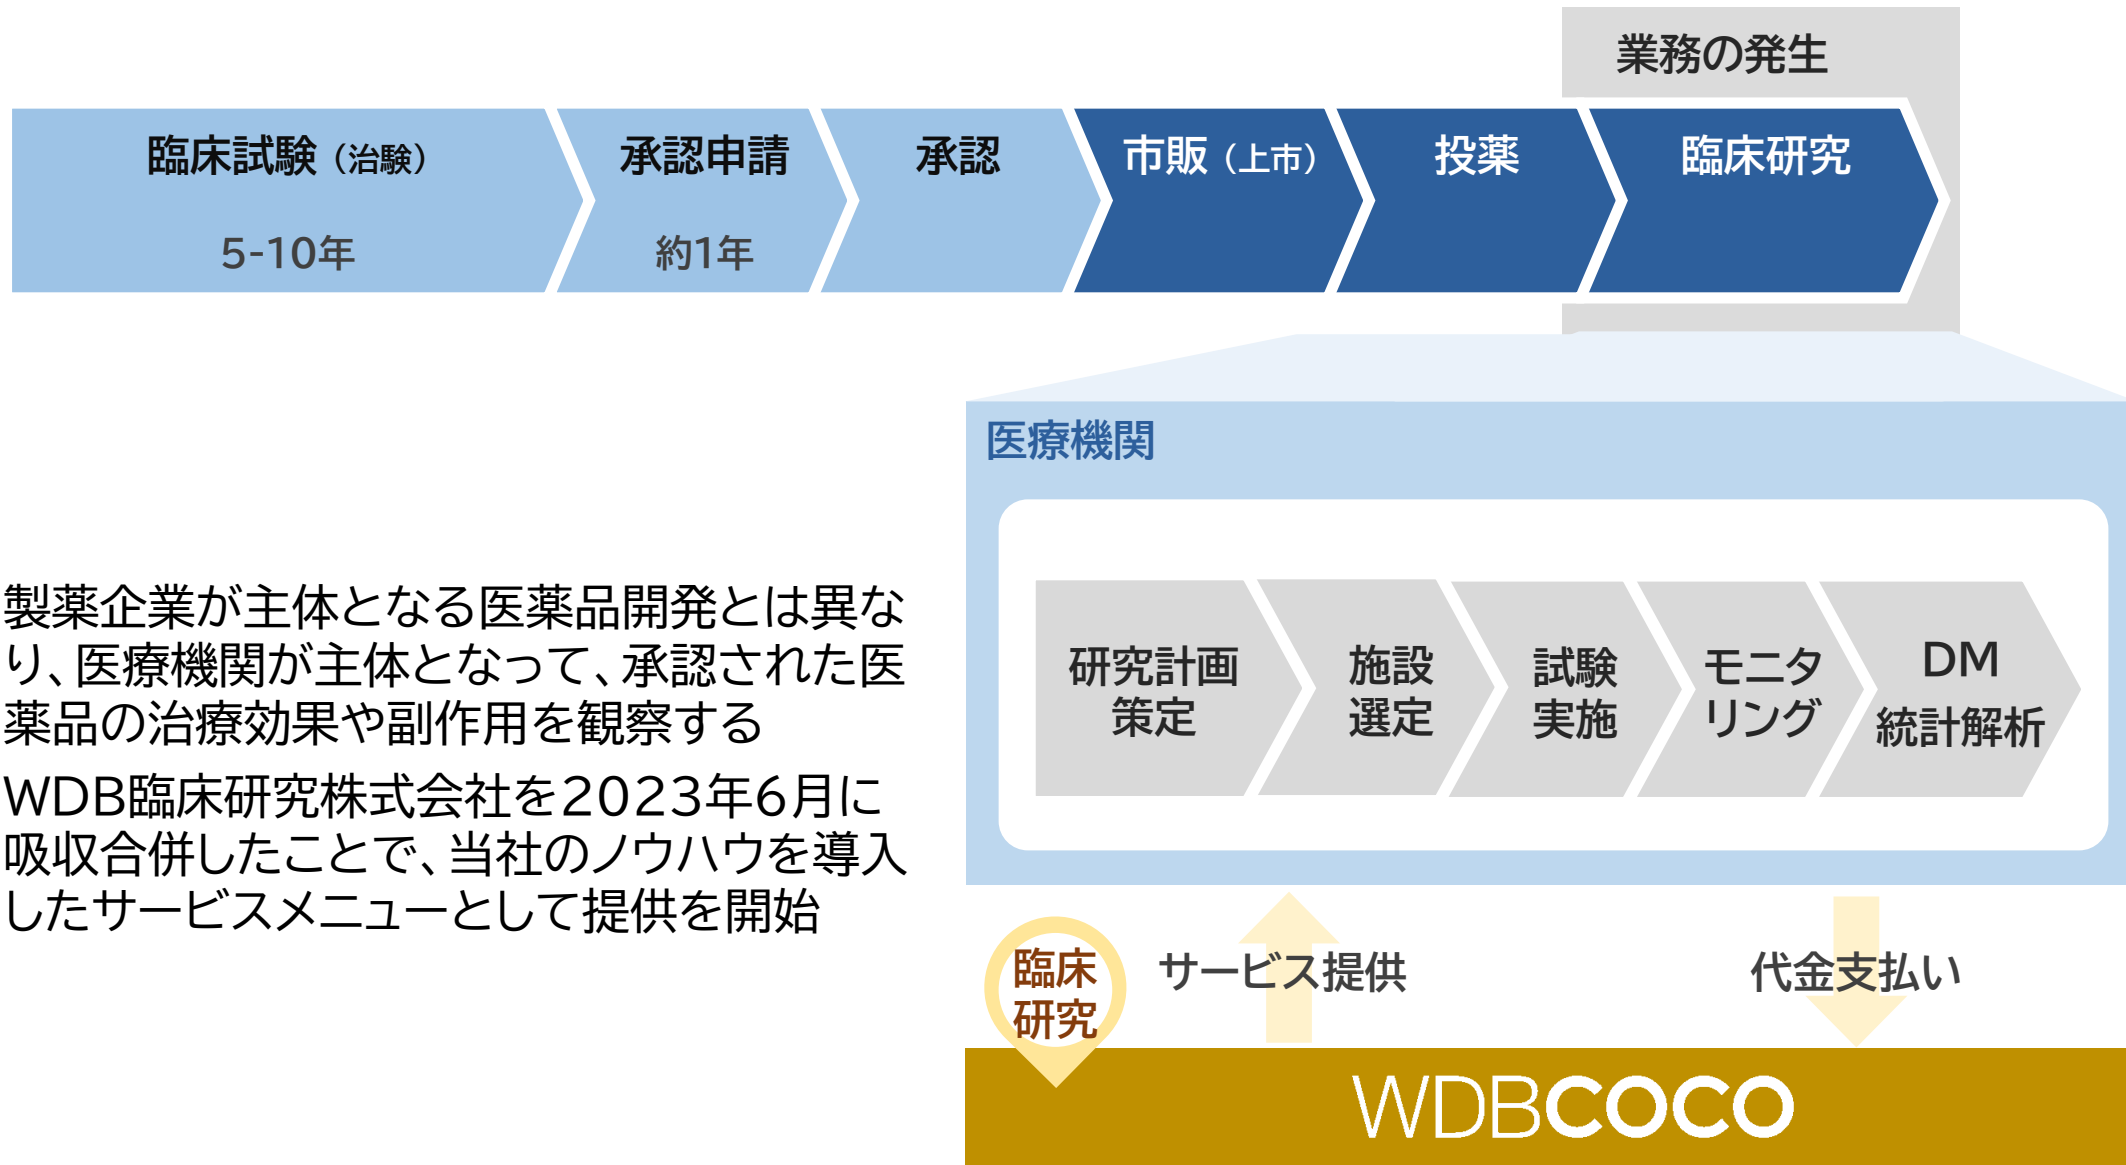 業務の発生
臨床試験（治験）
承認申請
承認
市販（上市）
投薬
臨床研究
5-10年
約1年
医療機関
研究計画
策定
施設
選定
試験
実施
モニタ
リング
DM
統計解析
製薬企業が主体となる医薬品開発とは異な
り、医療機関が主体となって、承認された医
薬品の治療効果や副作用を観察する
WDB臨床研究株式会社を2023年6月に
吸収合併したことで、当社のノウハウを導入
したサービスメニューとして提供を開始
臨床
研究
サービス提供
代金支払い
WDBCOCO